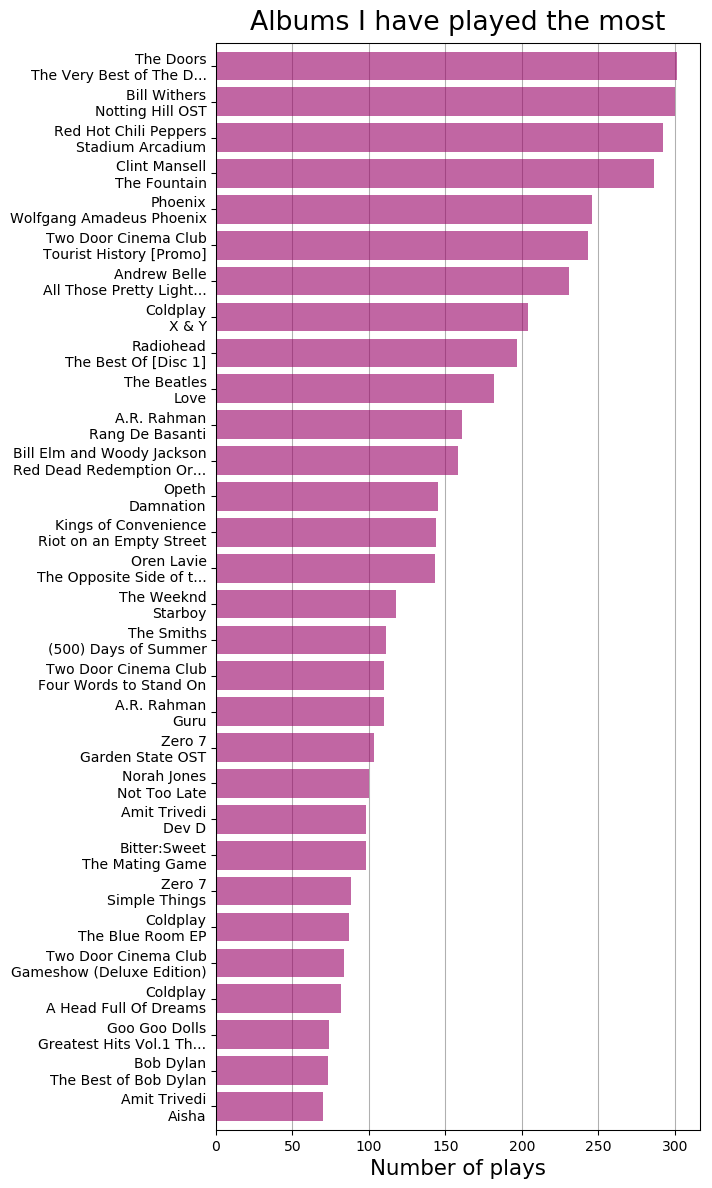 Albums I have played the most
The Doors
The Very Best of The D...
Bill Withers
Notting Hill OST
Red Hot Chili Peppers
Stadium Arcadium
Clint Mansell
The Fountain
Phoenix
Wolfgang Amadeus Phoenix
Two Door Cinema Club
Tourist History [Promo]
Andrew Belle
All Those Pretty Light...
Coldplay
X & Y
Radiohead
The Best Of [Disc 1]
The Beatles
Love
A.R. Rahman
Rang De Basanti
Bill Elm and Woody Jackson
Red Dead Redemption Or...
Opeth
Damnation
Kings of Convenience
Riot on an Empty Street
Oren Lavie
The Opposite Side of t...
The Weeknd
Starboy
The Smiths
(500) Days of Summer
Two Door Cinema Club
Four Words to Stand On
A.R. Rahman
Guru
Zero 7
Garden State OST
Norah Jones
Not Too Late
Amit Trivedi
Dev D
Bitter:Sweet
The Mating Game
Zero 7
Simple Things
Coldplay
The Blue Room EP
Two Door Cinema Club
Gameshow (Deluxe Edition)
Coldplay
A Head Full Of Dreams
Goo Goo Dolls
Greatest Hits Vol.1 Th...
Bob Dylan
The Best of Bob Dylan
Amit Trivedi
Aisha
0 50 100 150 200 250 300
Number of plays